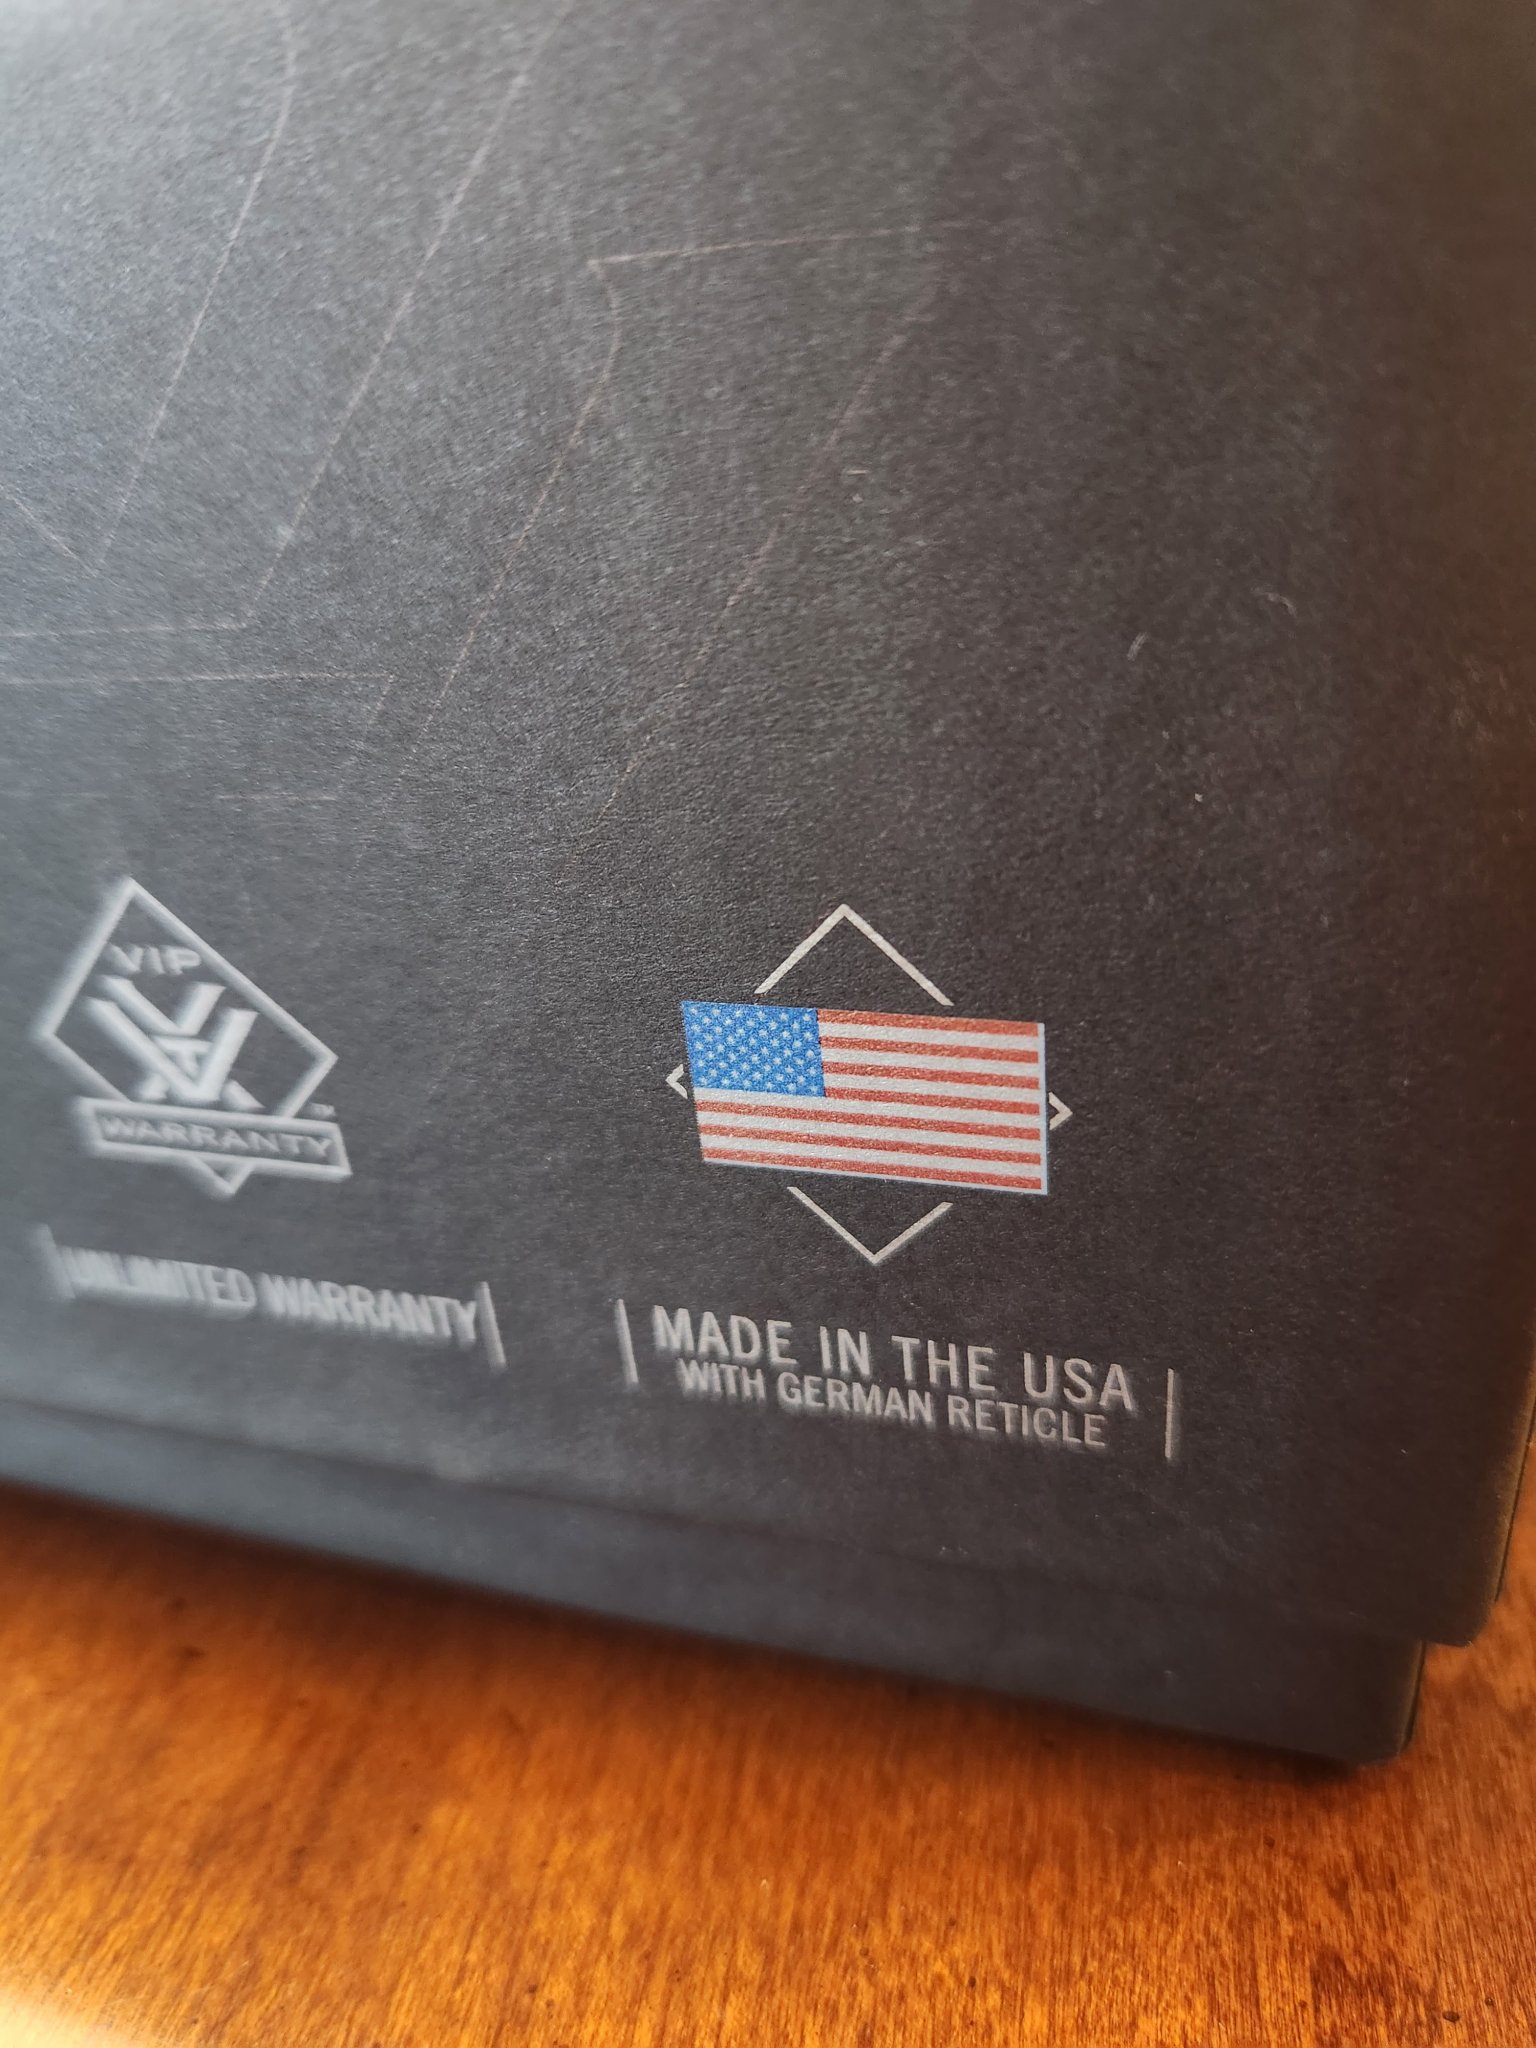 VIP
WARRANTY
UNLIMITED WARRANTY
MADE IN THE USA
WITH GERMAN RETICLE